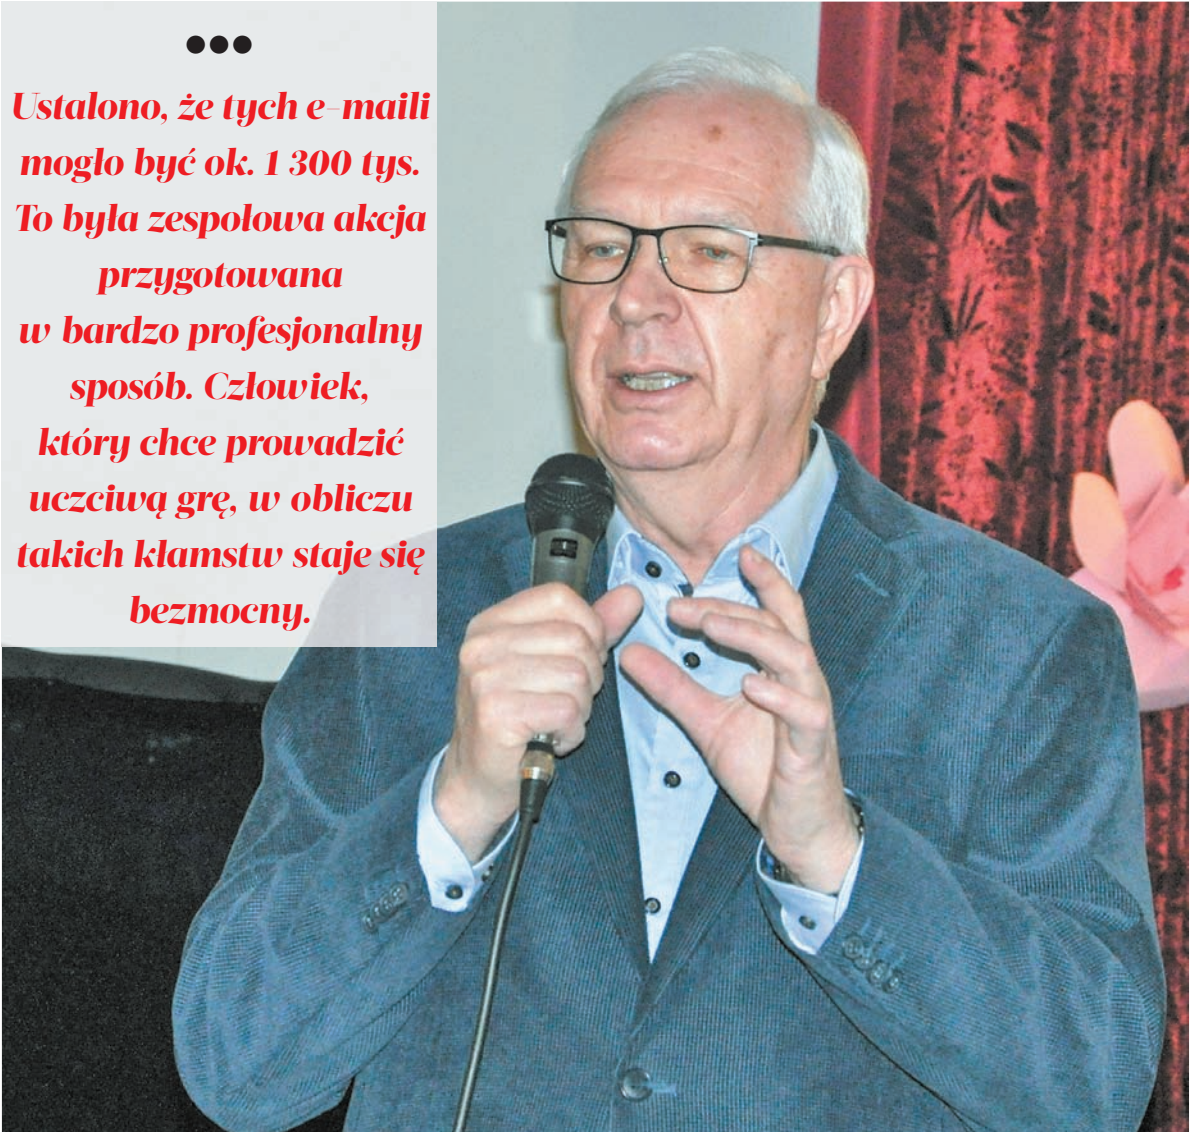 ●●●
Ustalono, że tych e-maili
mogło być ok. 1 300 tys.
To była zespołowa akcja
przygotowana
w bardzo profesjonalny
sposób. Człowiek,
który chce prowadzić
uczciwą grę, w obliczu
takich kłamstw staje się
bezmocny.